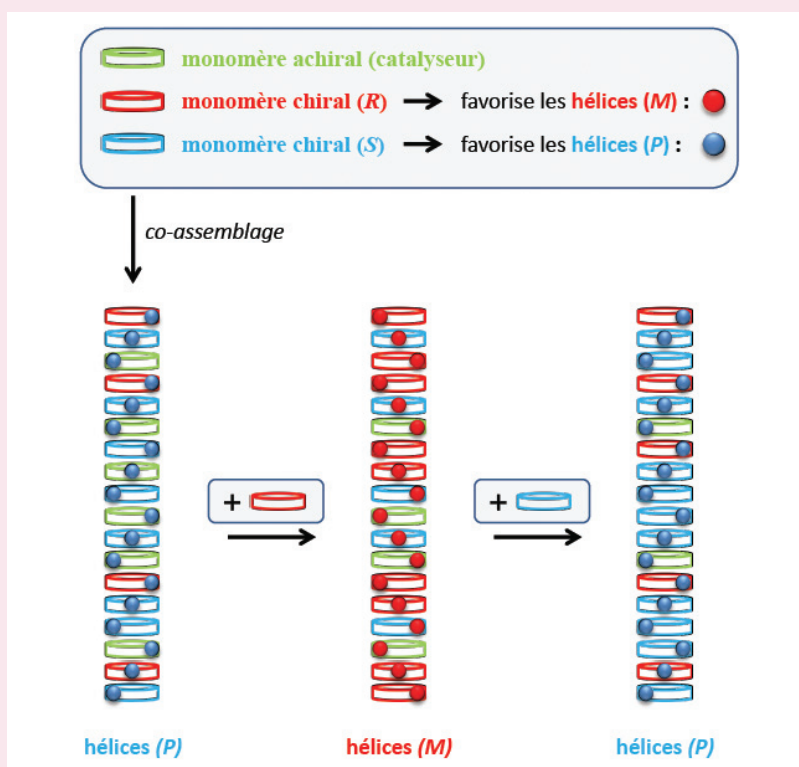 monomère achiral (catalyseur)
monomère chiral (R) → favorise les hélices (M) :
monomère chiral (S) → favorise les hélices (P) :
co-assemblage
+
+
hélices (P)
hélices (M)
hélices (P)